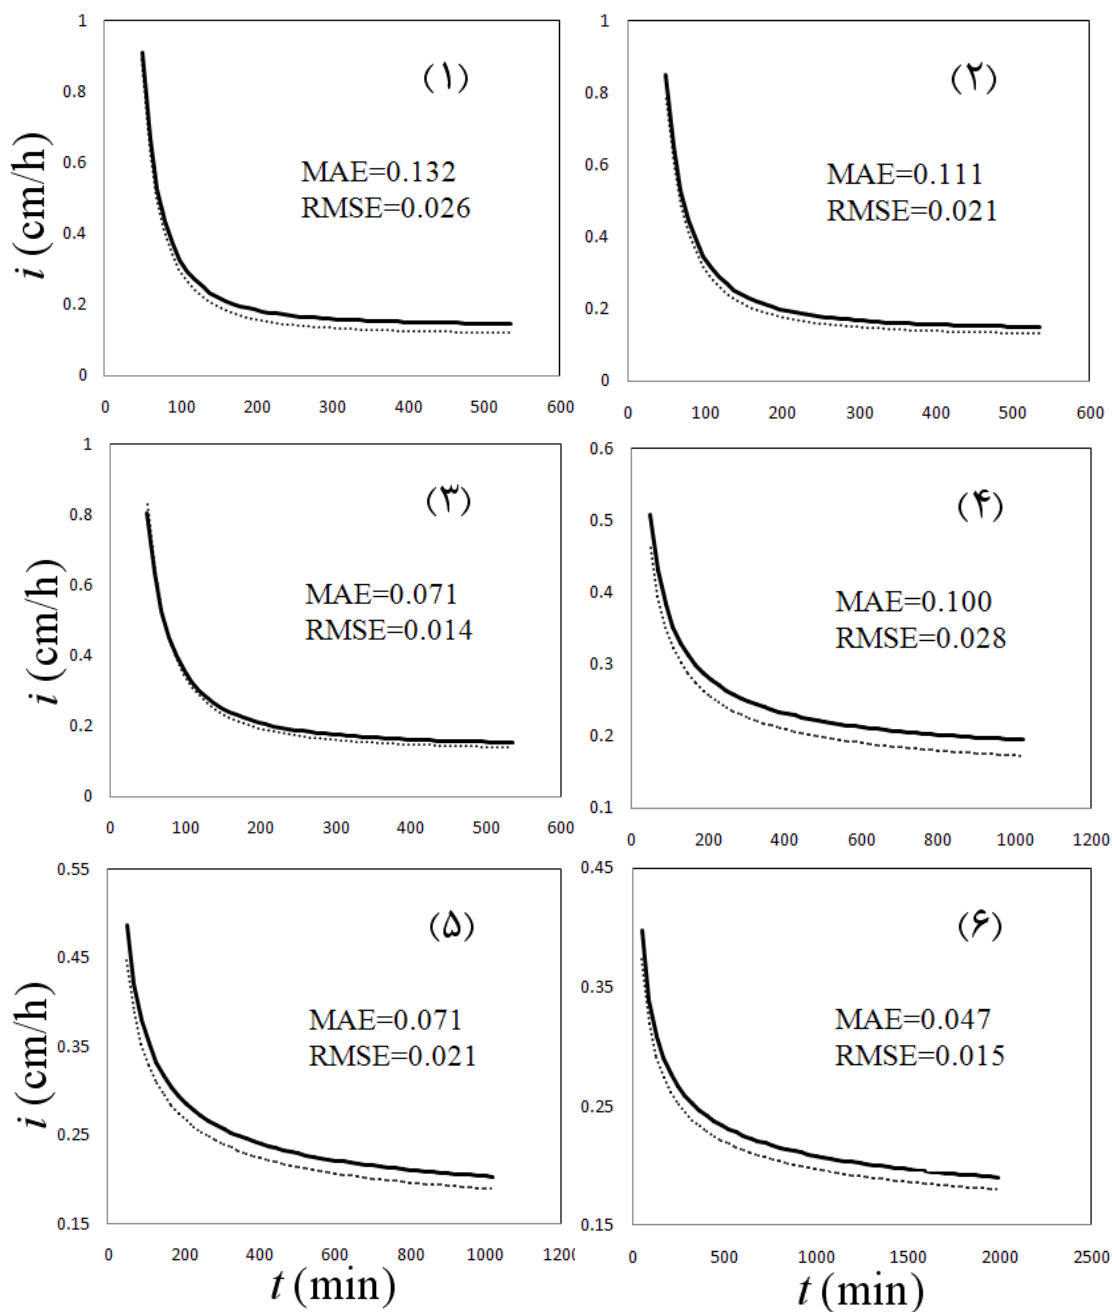 1
0.8
0.6
0.4
0.2
0
0 100 200 300 400 500 600
i (cm/h)
(۱)
MAE=0.132
RMSE=0.026
1
0.8
0.6
0.4
0.2
0
0 100 200 300 400 500 600
(۲)
MAE=0.111
RMSE=0.021
1
0.8
0.6
0.4
0.2
0
0 100 200 300 400 500 600
i (cm/h)
(۳)
MAE=0.071
RMSE=0.014
0.6
0.5
0.4
0.3
0.2
0.1
0 200 400 600 800 1000 1200
(۴)
MAE=0.100
RMSE=0.028
0.55
0.45
0.35
0.25
0.15
0 200 400 600 800 1000 1200
i (cm/h)
t (min)
(۵)
MAE=0.071
RMSE=0.021
0.45
0.35
0.25
0.15
0 500 1000 1500 2000 2500
t (min)
(۶)
MAE=0.047
RMSE=0.015